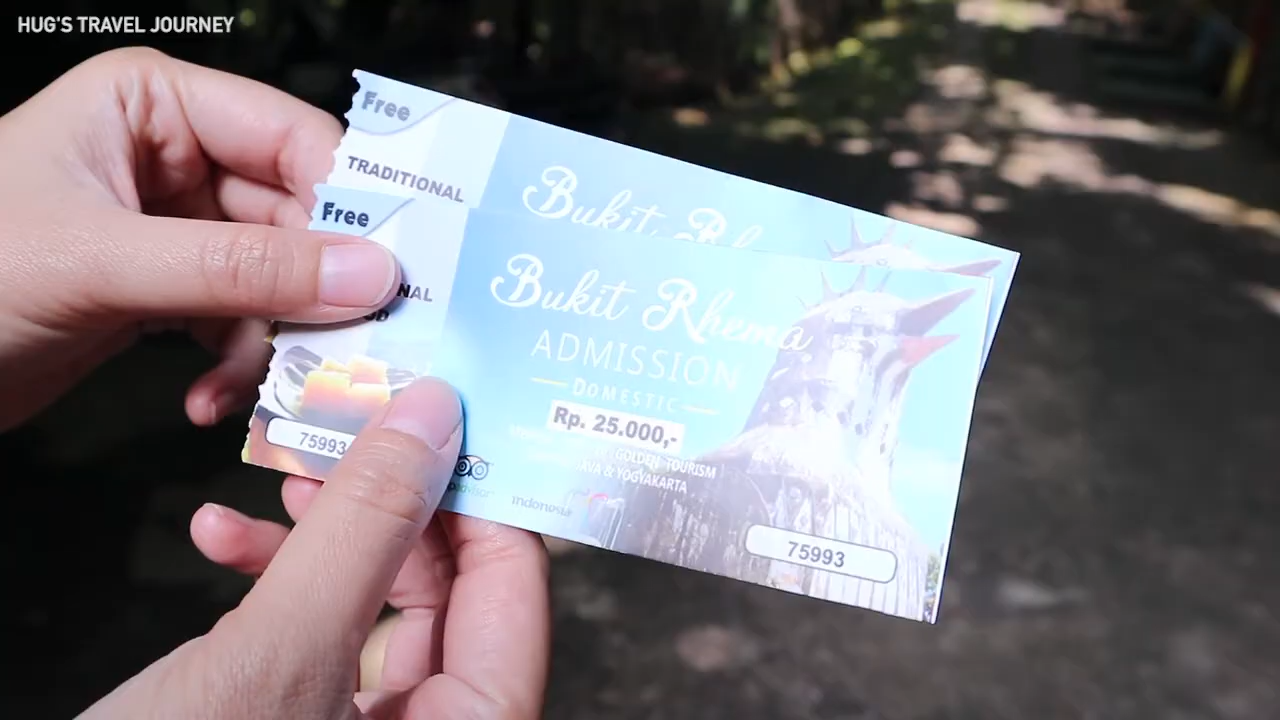 HUG'S TRAVEL JOURNEY
Free
TRADITIONAL
Bukit
Free
NAL
75993
Bukit Rhema
ADMISSION
DOMESTIC
Rp. 25.000,-
GOLDEN TOURISM
JAVA & YOGYAKARTA
indonesia
75993